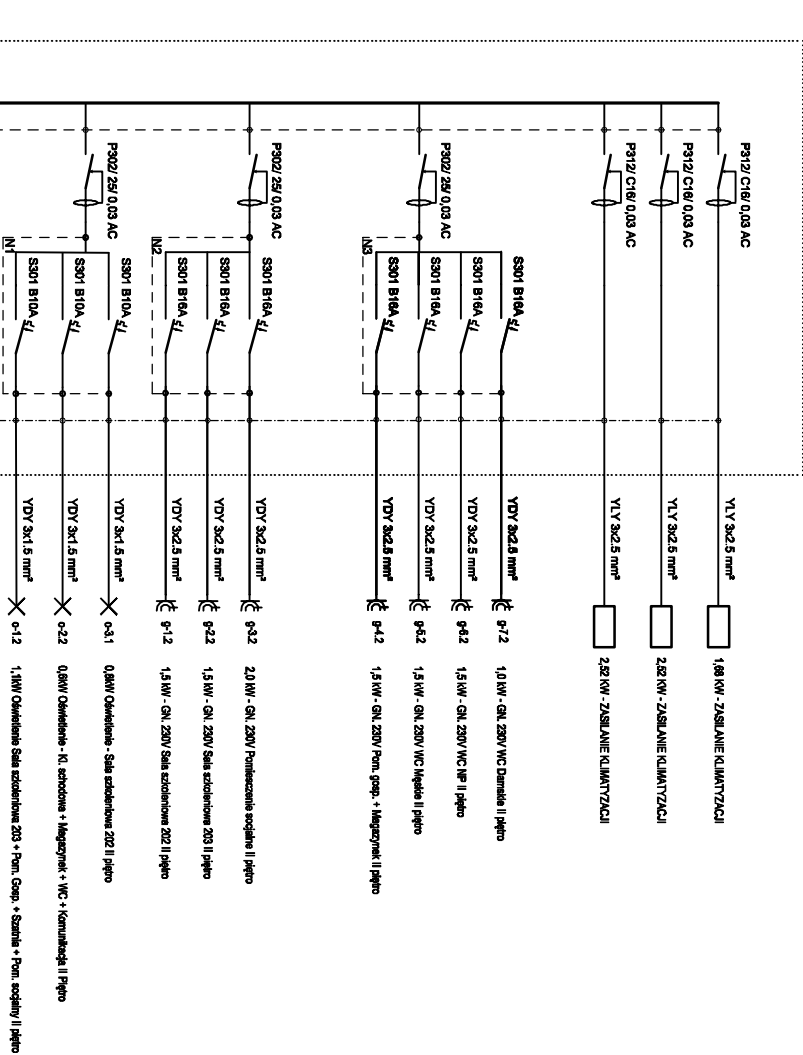 P312/ C16/ 0,03 AC
YLY 3x2.5 mm²
1,68 KW - ZASILANIE KLIMATYZACJI
P312/ C16/ 0,03 AC
YLY 3x2.5 mm²
2,52 KW - ZASILANIE KLIMATYZACJI
P312/ C16/ 0,03 AC
YLY 3x2.5 mm²
2,52 KW - ZASILANIE KLIMATYZACJI
S301 B16A
YDY 3x2.5 mm²
g-7.2
1,0 kW - GN. 230V WC Damskie II piętro
S301 B16A
YDY 3x2.5 mm²
g-6.2
1,5 kW - GN. 230V WC NP II piętro
P302/ 25/ 0,03 AC
S301 B16A
YDY 3x2.5 mm²
g-5.2
1,5 kW - GN. 230V WC Męskie II piętro
N3
S301 B16A
YDY 3x2.5 mm²
g-4.2
1,5 kW - GN. 230V Pom. gosp. + Magazynek II piętro
P302/ 25/ 0,03 AC
S301 B16A
YDY 3x2.5 mm²
g-3.2
2,0 kW - GN. 230V Pomieszczenie socjalne II piętro
S301 B16A
YDY 3x2.5 mm²
g-2.2
1,5 kW - GN. 230V Sala szkoleniowa 203 II piętro
N2
S301 B16A
YDY 3x2.5 mm²
g-1.2
1,5 kW - GN. 230V Sala szkoleniowa 202 II piętro
P302/ 25/ 0,03 AC
S301 B10A
YDY 3x1.5 mm²
o-3.1
0,8kW Oświetlenie - Sala szkoleniowa 202 II piętro
S301 B10A
YDY 3x1.5 mm²
o-2.2
0,6kW Oświetlenie - Kl. schodowa + Magazynek + WC + Komunikacja II Piętro
N1
S301 B10A
YDY 3x1.5 mm²
o-1.2
1,1kW Oświetlenie Sala szkoleniowa 203 + Pom. Gosp. + Szatnia + Pom. socjalny II piętro